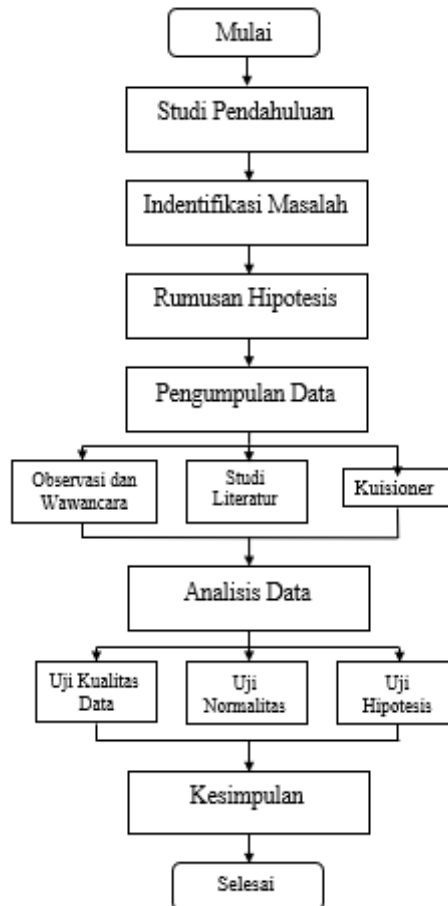 Mulai
Studi Pendahuluan
Indentifikasi Masalah
Rumusan Hipotesis
Pengumpulan Data
Observasi dan
Wawancara
Studi
Literatur
Kuisioner
Analisis Data
Uji Kualitas
Data
Uji
Normalitas
Uji
Hipotesis
Kesimpulan
Selesai